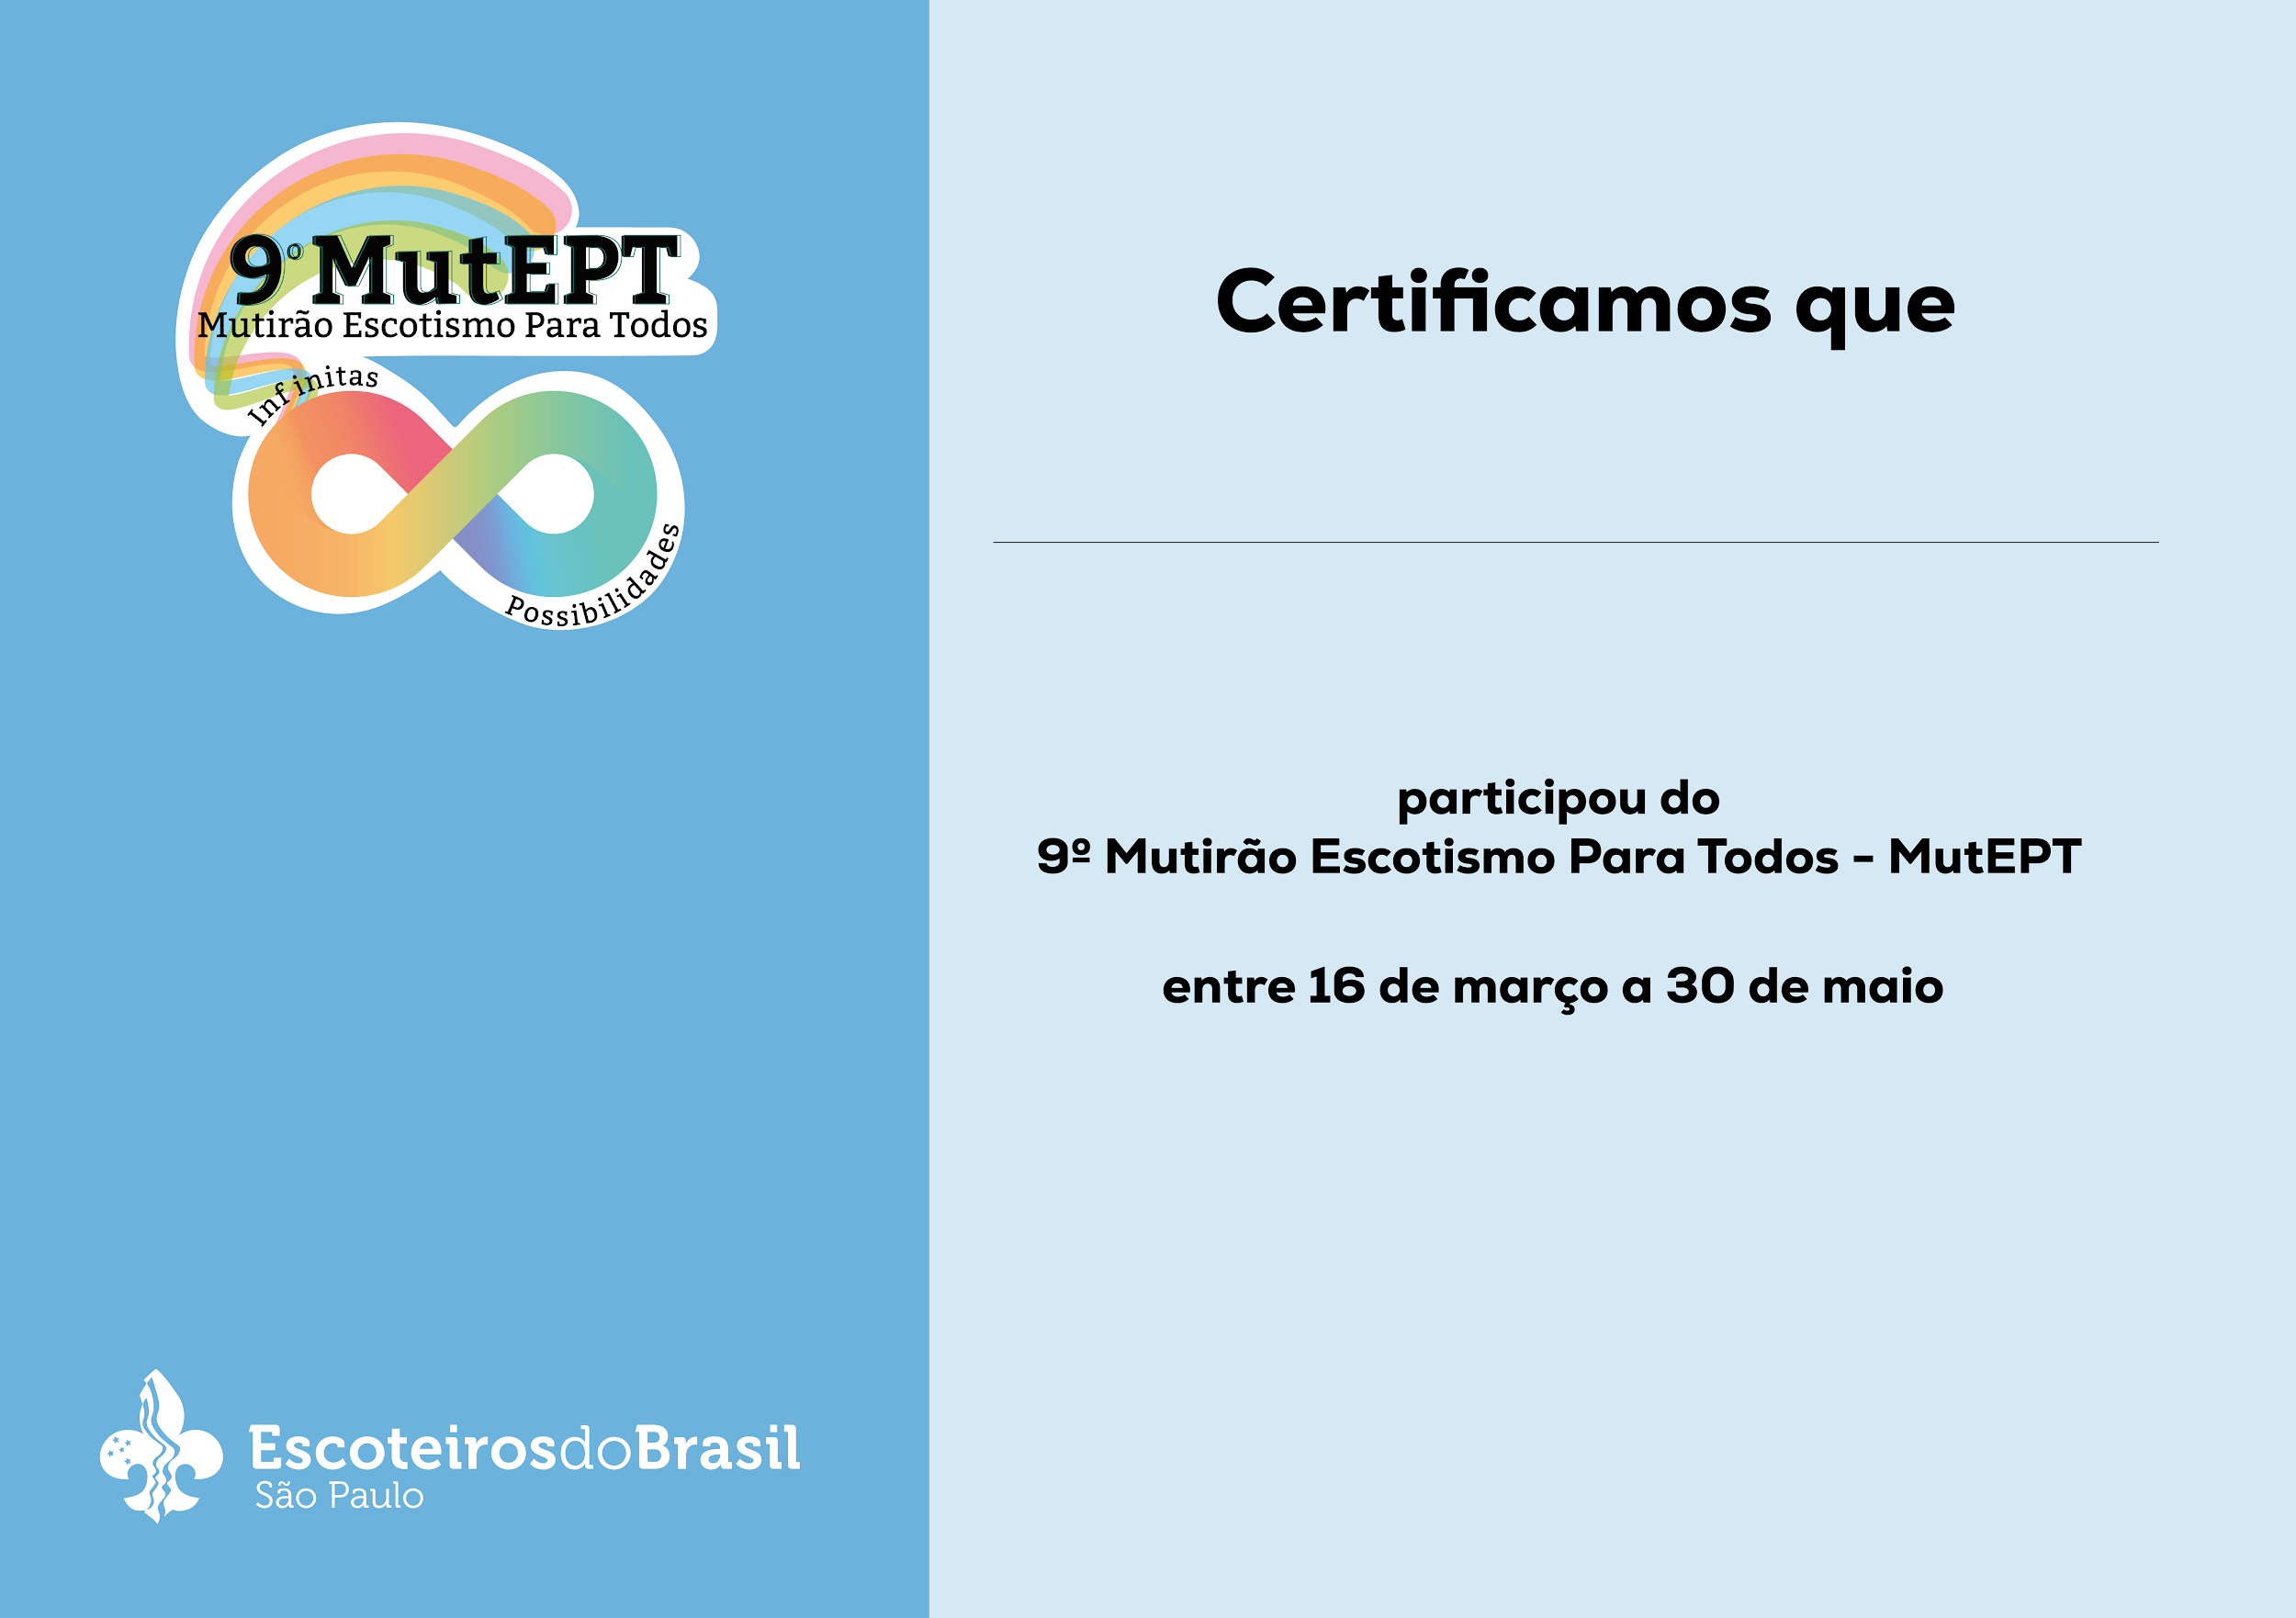 9º MutEPT
Mutirão Escotismo Para Todos
Infinitas
Possibilidades
EscoteirosdoBrasil
São Paulo
Certificamos que
participou do
9º Mutirão Escotismo Para Todos - MutEPT
entre 16 de março a 30 de maio